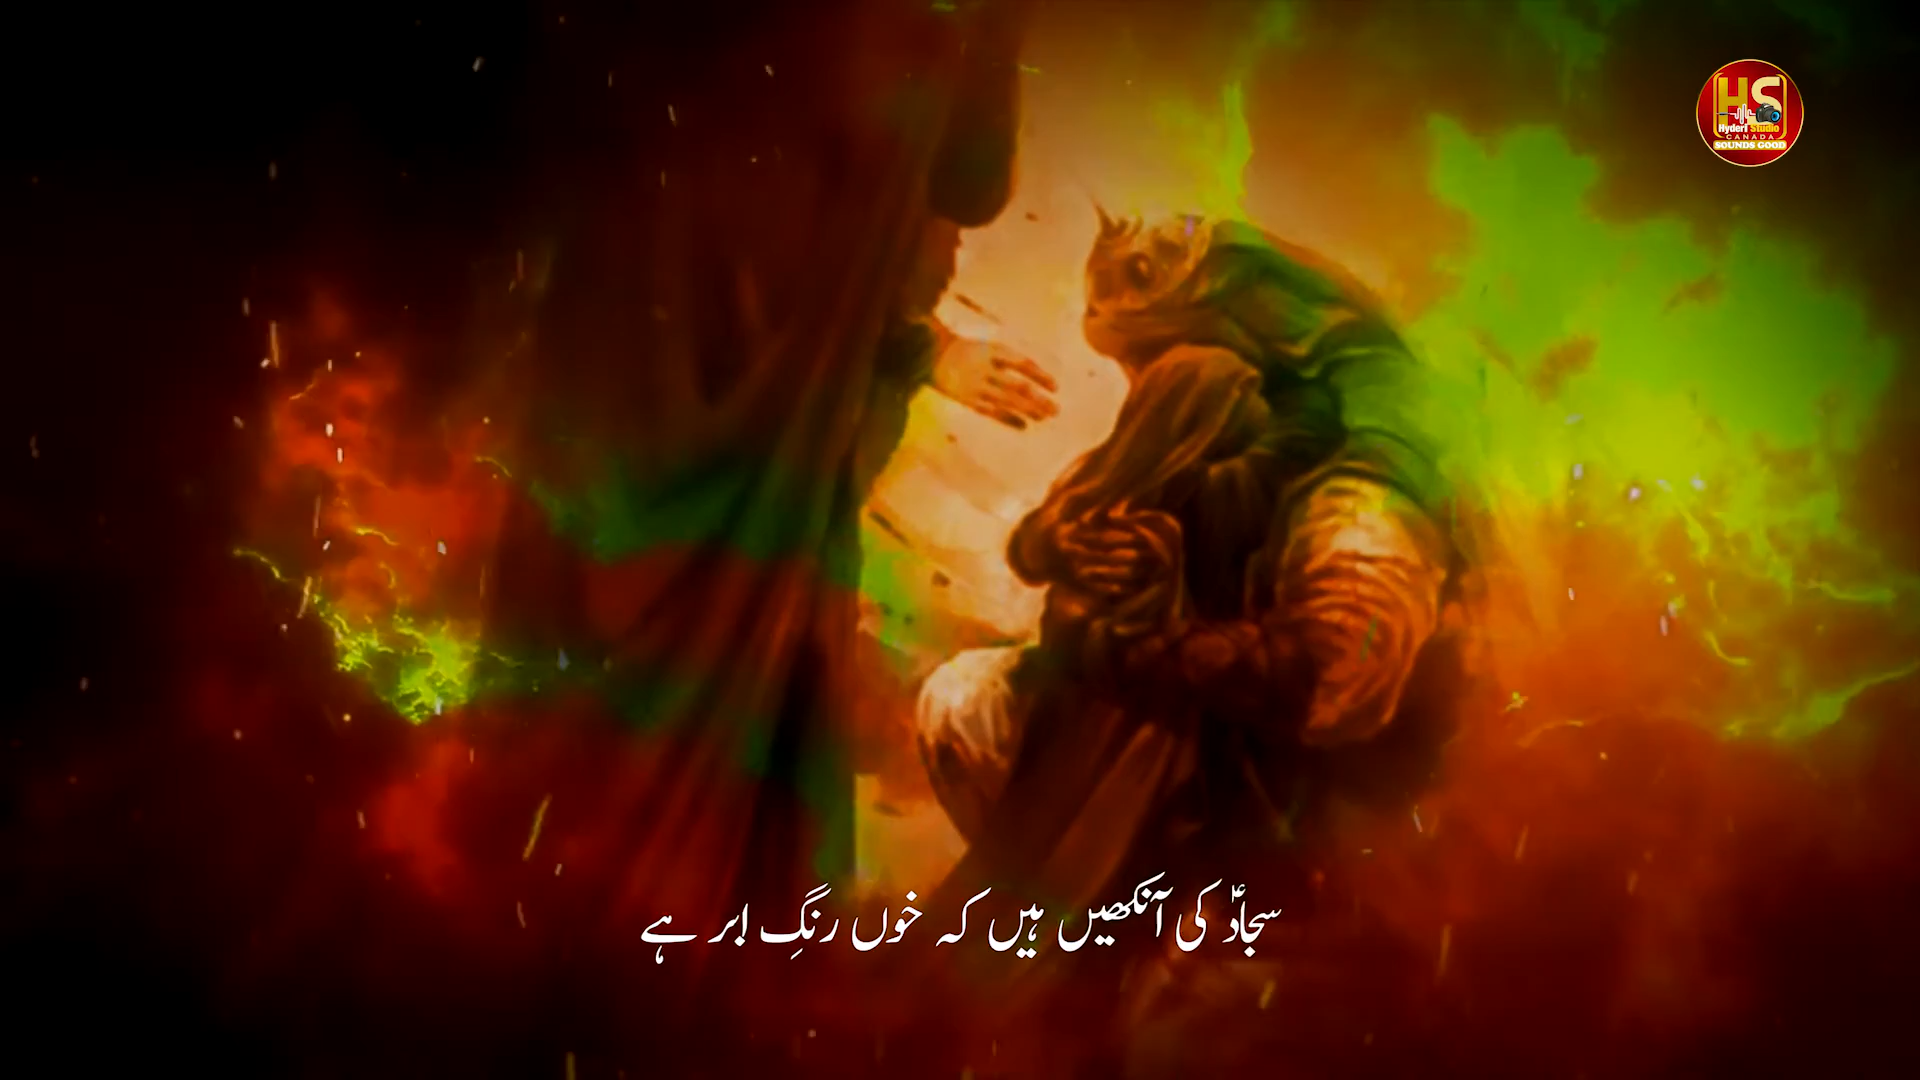 HS
Hyderi Studio
CANADA
SOUNDS GOOD
سجادؑ کی آنکھیں ہیں کہ خوں رنگِ ابر ہے